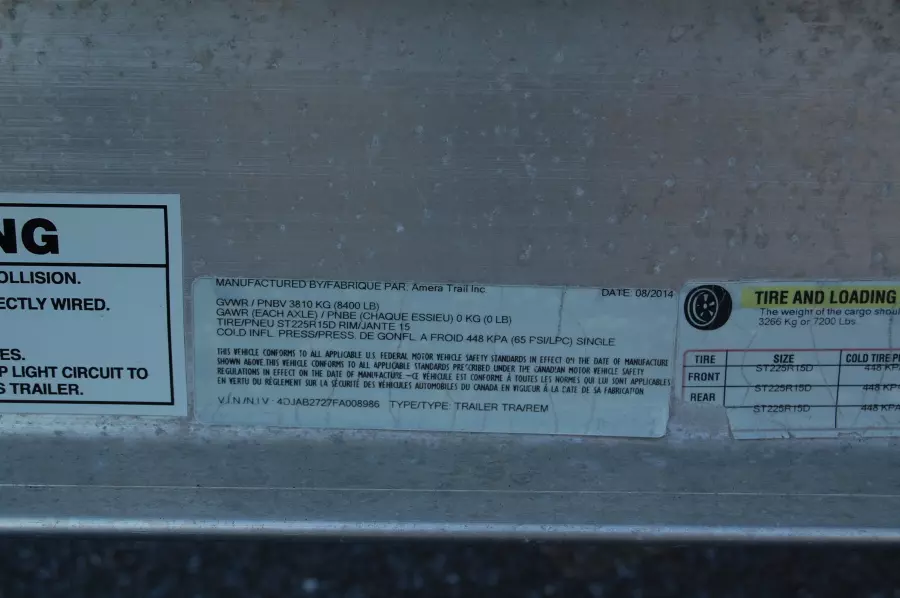 NG
OLLISION.
ECTLY WIRED.
ES.
P LIGHT CIRCUIT TO
S TRAILER.
MANUFACTURED BY/FABRIQUE PAR: Amera Trail Inc DATE: 08/2014
GVWR / PNBV 3810 KG (8400 LB)
GAWR (EACH AXLE) / PNBE (CHAQUE ESSIEU) 0 KG (0 LB)
TIRE/PNEU ST225R15D RIM/JANTE 15
COLD INFL. PRESS/PRESS. DE GONFL. A FROID 448 KPA (65 PSI/LPC) SINGLE
THIS VEHICLE CONFORMS TO ALL APPLICABLE U.S. FEDERAL MOTOR VEHICLE SAFETY STANDARDS IN EFFECT ON THE DATE OF MANUFACTURE
SHOWN ABOVE.THIS VEHICLE CONFORMS TO ALL APPLICABLE STANDARDS PRESCRIBED UNDER THE CANADIAN MOTOR VEHICLE SAFETY
REGULATIONS IN EFFECT ON THE DATE OF MANUFACTURE -CE VÉHICULE EST CONFORME À TOUTES LES NORMES QUI LUI SONT APPLICABLES
EN VERTU DU RÈGLEMENT SUR LA SÉCURITÉ DES VÉHICULES AUTOMOBILES DU CANADA EN VIGUEUR À LA DATE DE SA FABRICATION
V.I.N./N.I.V.: 4DJAB2727FA008986 TYPE/TYPE: TRAILER TRA/REM
TIRE AND LOADING
The weight of the cargo shoul
3266 Kg or 7200 Lbs.
TIRE SIZE COLD TIRE P
FRONT ST225R15D 448 KP
REAR ST225R15D 448 KP
ST225R15D 448 KPA